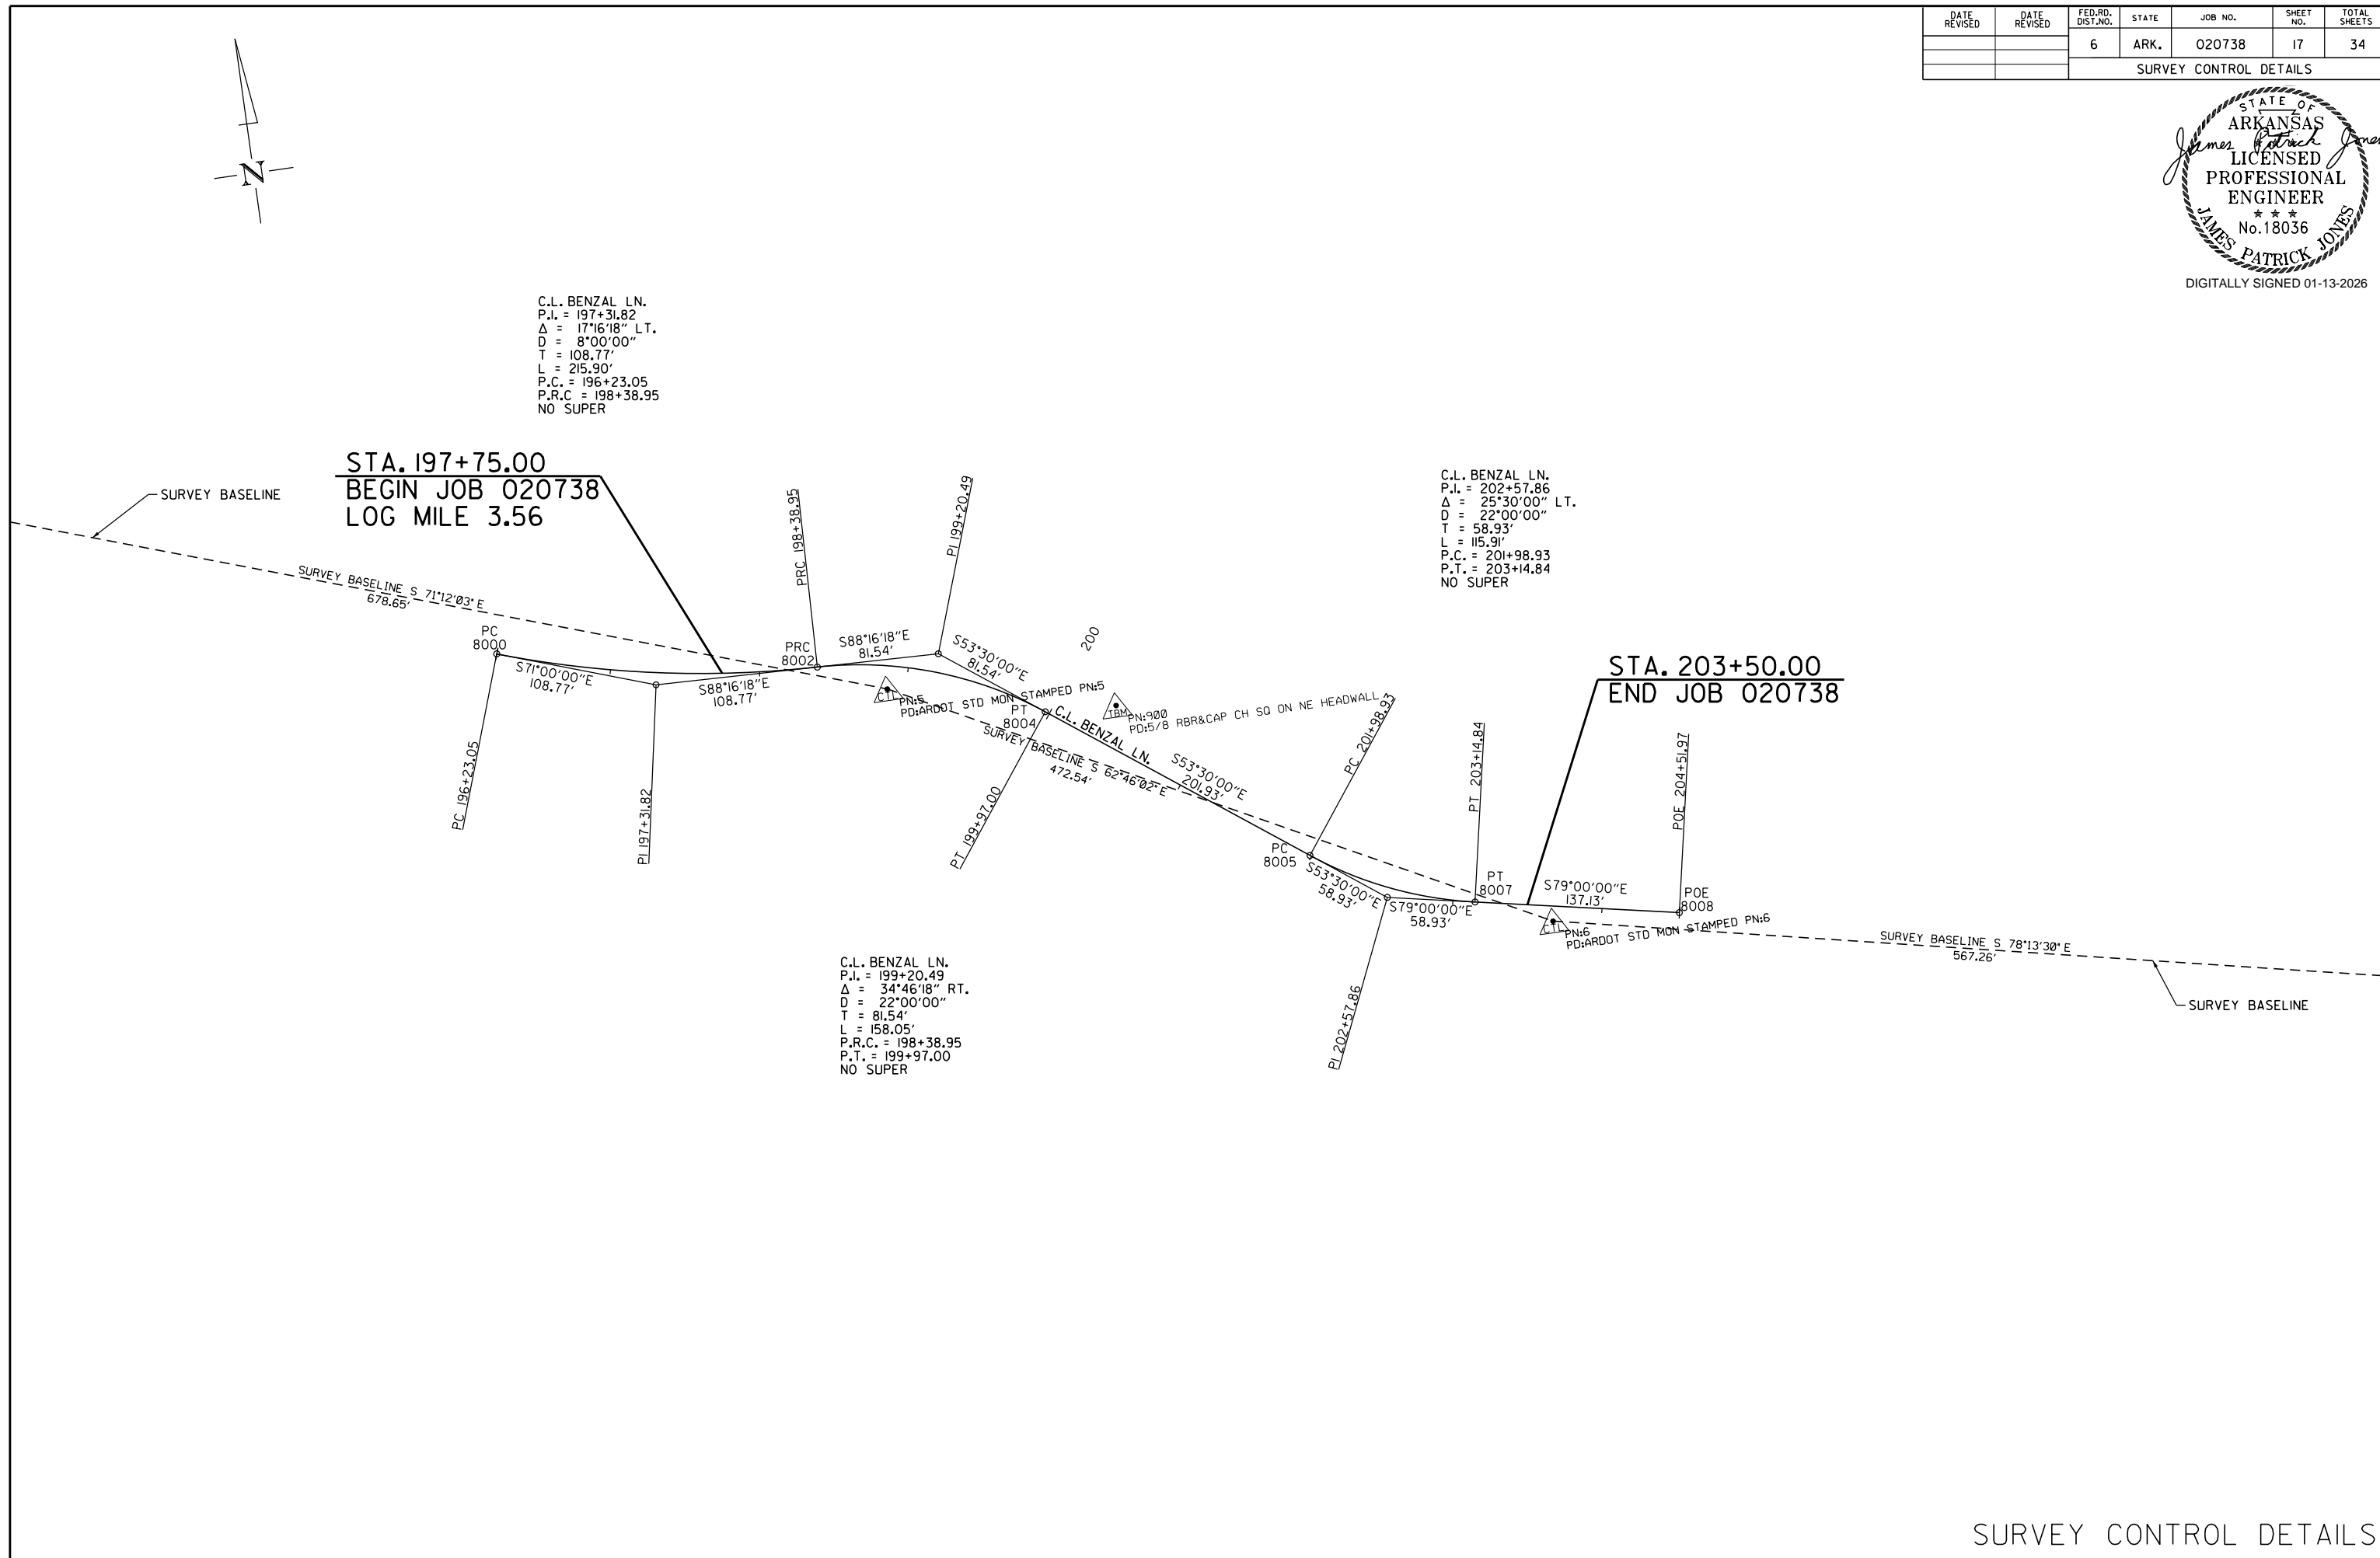 DATE REVISED
DATE REVISED
FED.RD. DIST.NO.
STATE
JOB NO.
SHEET NO.
TOTAL SHEETS
6
ARK.
020738
17
34
SURVEY CONTROL DETAILS
STATE OF
ARKANSAS
James Patrick Jones
LICENSED
PROFESSIONAL
ENGINEER
★ ★ ★
No.18036
JAMES PATRICK JONES
DIGITALLY SIGNED 01-13-2026
N
C.L. BENZAL LN.
P.I. = 197+31.82
Δ = 17°16'18" LT.
D = 8°00'00"
T = 108.77'
L = 215.90'
P.C. = 196+23.05
P.R.C = 198+38.95
NO SUPER
STA. 197+75.00
BEGIN JOB 020738
LOG MILE 3.56
SURVEY BASELINE
SURVEY BASELINE S 71°12'03" E
678.65'
C.L. BENZAL LN.
P.I. = 202+57.86
Δ = 25°30'00" LT.
D = 22°00'00"
T = 58.93'
L = 115.91'
P.C. = 201+98.93
P.T. = 203+14.84
NO SUPER
PC
8000
PC 196+23.05
S71°00'00"E
108.77'
PI 197+31.82
S88°16'18"E
108.77'
PRC 198+38.95
PRC
8002
S88°16'18"E
81.54'
PI 199+20.49
S53°30'00"E
81.54'
200
CTL
PN:5
PD:ARDOT STD MON STAMPED PN:5
PT
8004
PT 199+97.00
C.L. BENZAL LN.
TBM
PN:900
PD:5/8 RBR&CAP CH SQ ON NE HEADWALL
SURVEY BASELINE S 62°46'02" E
472.54'
S53°30'00"E
201.93'
PC 201+98.93
PC
8005
S53°30'00"E
58.93'
PI 202+57.86
S79°00'00"E
58.93'
PT 203+14.84
PT
8007
STA. 203+50.00
END JOB 020738
S79°00'00"E
137.13'
POE 204+51.97
POE
8008
CTL
PN:6
PD:ARDOT STD MON STAMPED PN:6
SURVEY BASELINE S 78°13'30" E
567.26'
SURVEY BASELINE
C.L. BENZAL LN.
P.I. = 199+20.49
Δ = 34°46'18" RT.
D = 22°00'00"
T = 81.54'
L = 158.05'
P.R.C. = 198+38.95
P.T. = 199+97.00
NO SUPER
SURVEY CONTROL DETAILS